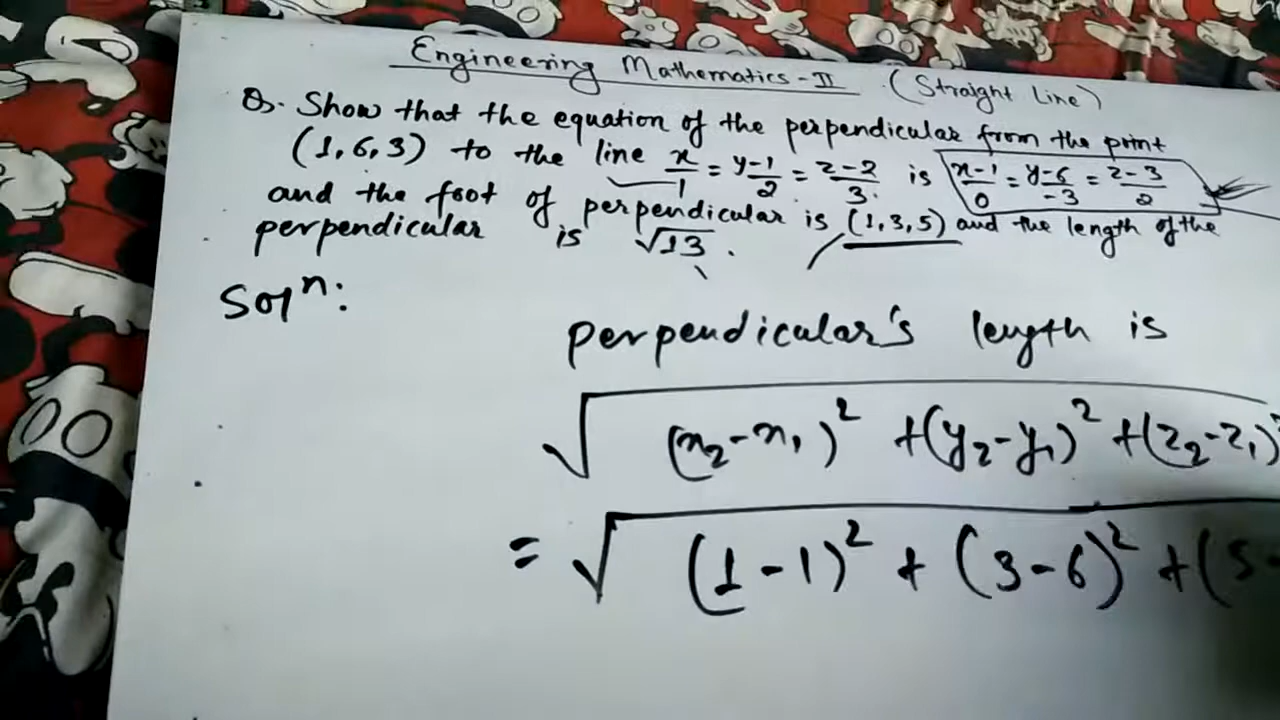 Engineering Mathematics-II (Straight Line)
Q. Show that the equation of the perpendicular from the point
(1,6,3) to the line x/1 = y-1/2 = z-2/3 is x-1/0 = y-6/-3 = z-3/2
and the foot of perpendicular is (1,3,5) and the length of the
perpendicular is √13.
Solⁿ:
perpendicular's length is
√(x₂-x₁)² + (y₂-y₁)² + (z₂-z₁)²
= √(1-1)² + (3-6)² + (5-